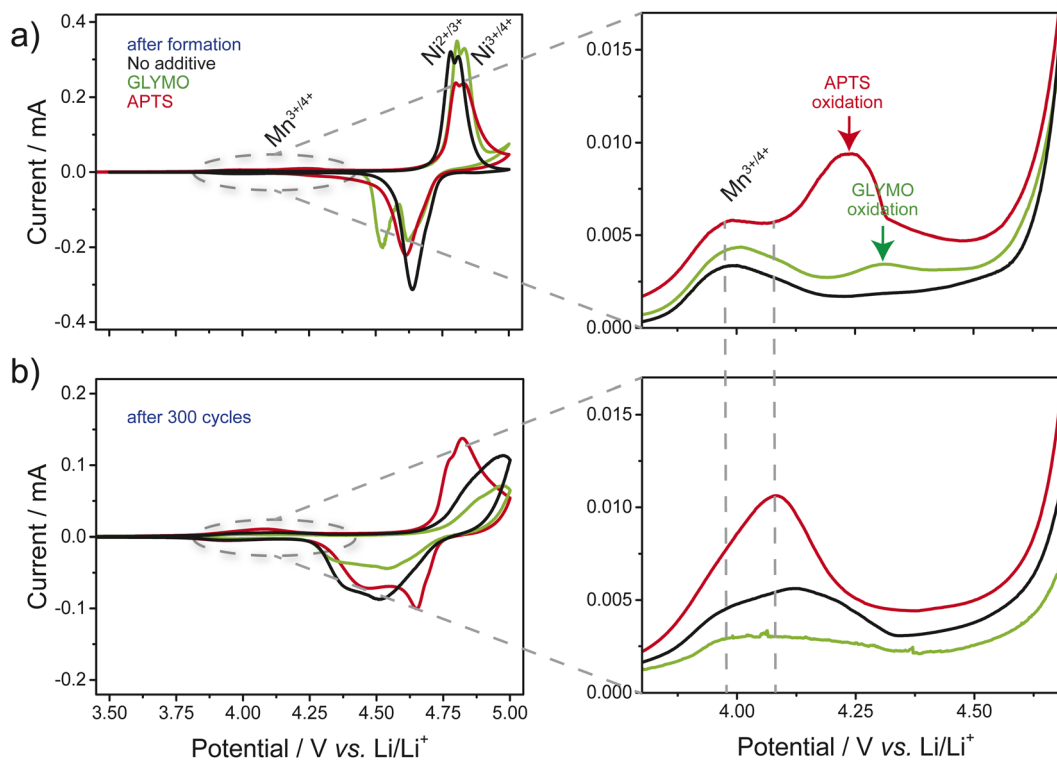 a)
after formation
No additive
GLYMO
APTS
Mn3+/4+
Ni2+/3+
Ni3+/4+
Current / mA
0.4
0.2
0.0
-0.2
-0.4
0.015
0.010
0.005
0.000
Mn3+/4+
APTS
oxidation
GLYMO
oxidation
b)
after 300 cycles
Current / mA
0.2
0.1
0.0
-0.1
-0.2
3.50
3.75
4.00
4.25
4.50
4.75
5.00
Potential / V vs. Li/Li+
0.015
0.010
0.005
0.000
4.00
4.25
4.50
Potential / V vs. Li/Li+